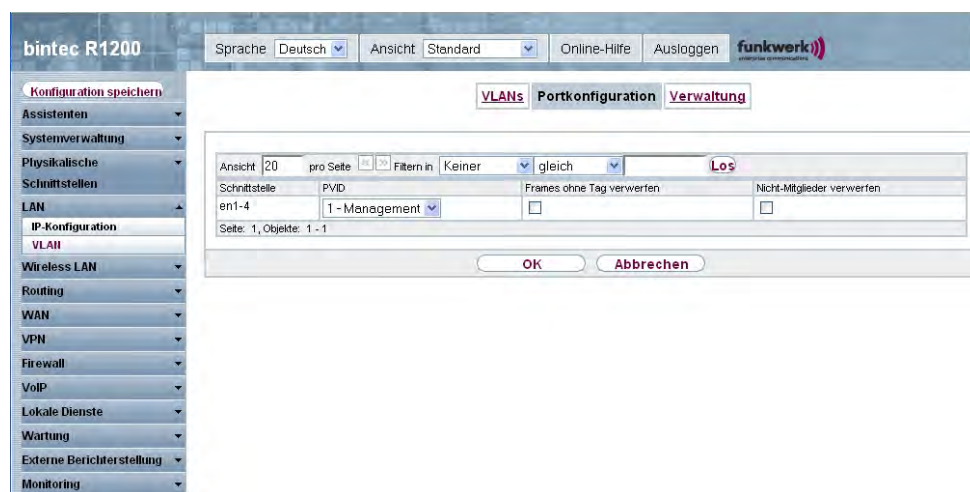 bintec R1200
Sprache Deutsch Ansicht Standard Online-Hilfe Ausloggen funkwerk
Konfiguration speichern
Assistenten
Systemverwaltung
Physikalische
Schnittstellen
LAN
IP-Konfiguration
VLAN
Wireless LAN
Routing
WAN
VPN
Firewall
VoIP
Lokale Dienste
Wartung
Externe Berichterstellung
Monitoring
VLANs Portkonfiguration Verwaltung
Ansicht 20 pro Seite << >> Filtern in Keiner gleich Los
Schnittstelle PVID Frames ohne Tag verwerfen Nicht-Mitglieder verwerfen
en1-4 1 - Management
Seite: 1, Objekte: 1 - 1
OK Abbrechen